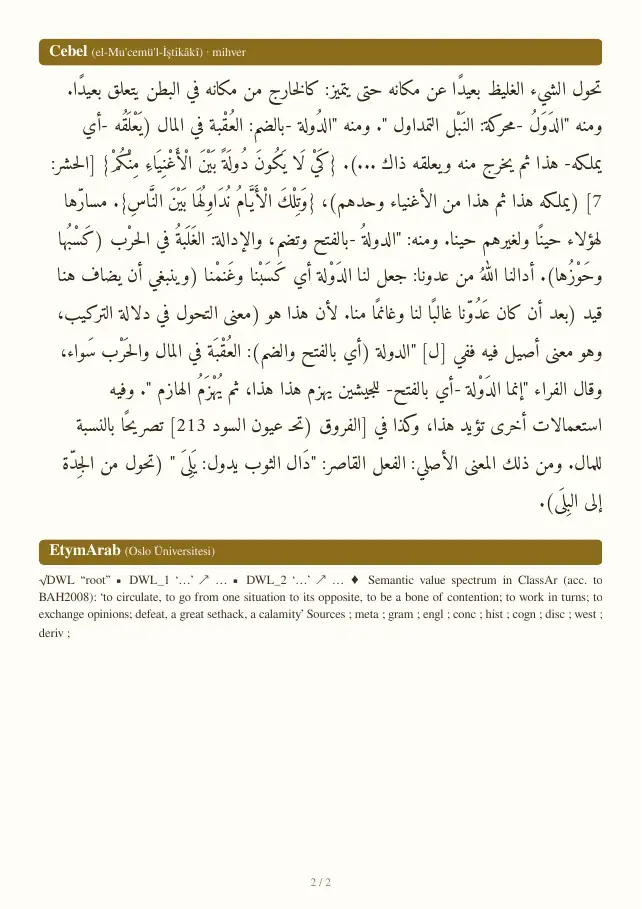 Cebel (el-Mu'cemü'l-İştikâkî) · mihver
تحول الشيء الغليظ بعيدًا عن مكانه حتى يتميز: كالخارج من مكانه في البطن يتعلق بعيدًا.
ومنه "الدَوَلُ -محركة: النَبْل المتداول ". ومنه "الدُولة -بالضم: العُقْبة في المال (يَعْلَقُه -أي
يملكه- هذا ثم يخرج منه ويعلقه ذاك ...). {كَيْ لَا يَكُونَ دُولَةً بَيْنَ الْأَغْنِيَاءِ مِنْكُمْ} [الحشر:
7] (يملكه هذا ثم هذا من الأغنياء وحدهم)، {وَتِلْكَ الْأَيَّامُ نُدَاوِلُهَا بَيْنَ النَّاسِ}. مسارّها
لهؤلاء حينًا ولغيرهم حينا. ومنه: "الدولةُ -بالفتح وتضم، والإدالة: الغَلَبةُ في الحرْب (كَسْبُها
وحَوْزُها). أدالنا اللهُ من عدونا: جعل لنا الدَوْلة أي كَسَبْنا وغَنمْنا (وينبغي أن يضاف هنا
قيد (بعد أن كان عَدُوّنا غالبًا لنا وغانمًا منا. لأن هذا هو (معنى التحول في دلالة التركيب،
وهو معنى أصيل فيه ففي [ل] "الدولة (أي بالفتح والضم): العقْبَة في المال والحَرْب سَواء،
وقال الفراء "إنما الدَوْلة -أي بالفتح- للجيشين يهزم هذا هذا، ثم يُهْزَمُ الهازم ". وفيه
استعمالات أخرى تؤيد هذا، وكذا في [الفروق (تحـ عيون السود 213] تصريحًا بالنسبة
للمال. ومن ذلك المعنى الأصلي: الفعل القاصر: "دَال الثوب يدول: يَلِىَ " (تحول من الجِدّة
إلى البِلَى).
EtymArab (Oslo Üniversitesi)
√DWL “root” ▪ DWL_1 ‘…’ ↗ … ▪ DWL_2 ‘…’ ↗ … ♦ Semantic value spectrum in ClassAr (acc. to
BAH2008): ‘to circulate, to go from one situation to its opposite, to be a bone of contention; to work in turns; to
exchange opinions; defeat, a great sethack, a calamity’ Sources ; meta ; gram ; engl ; conc ; hist ; cogn ; disc ; west ;
deriv ;
2 / 2